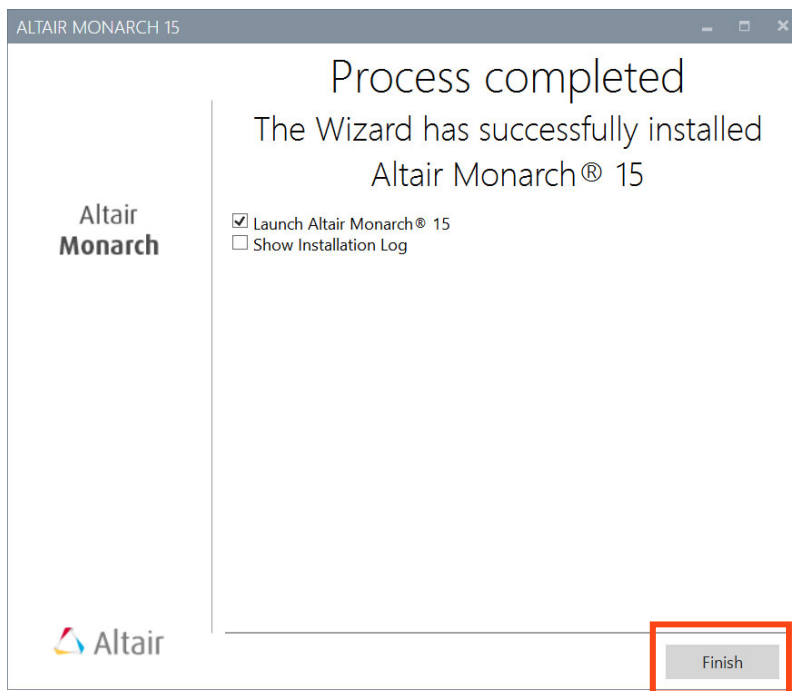 ALTAIR MONARCH 15
Process completed
The Wizard has successfully installed
Altair Monarch® 15
Altair
Monarch
Launch Altair Monarch® 15
Show Installation Log
Altair
Finish